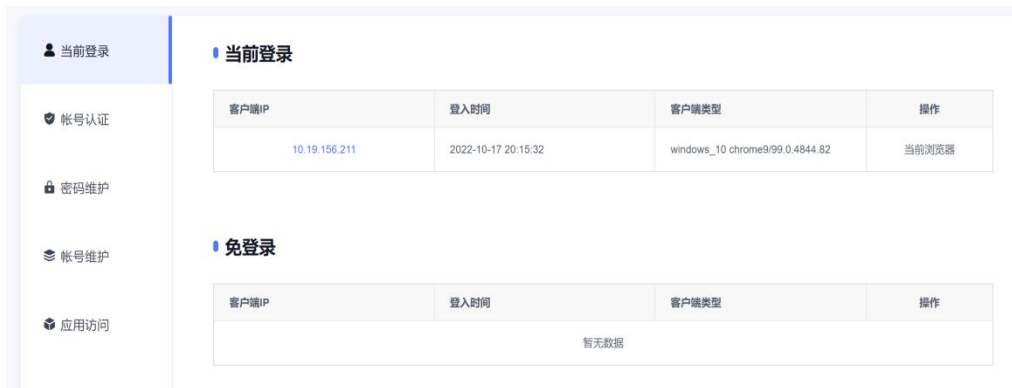 当前登录
帐号认证
密码维护
帐号维护
应用访问
当前登录
客户端IP 登入时间 客户端类型 操作
10.19.156.211 2022-10-17 20:15:32 windows_10 chrome9/99.0.4844.82 当前浏览器
免登录
客户端IP 登入时间 客户端类型 操作
暂无数据